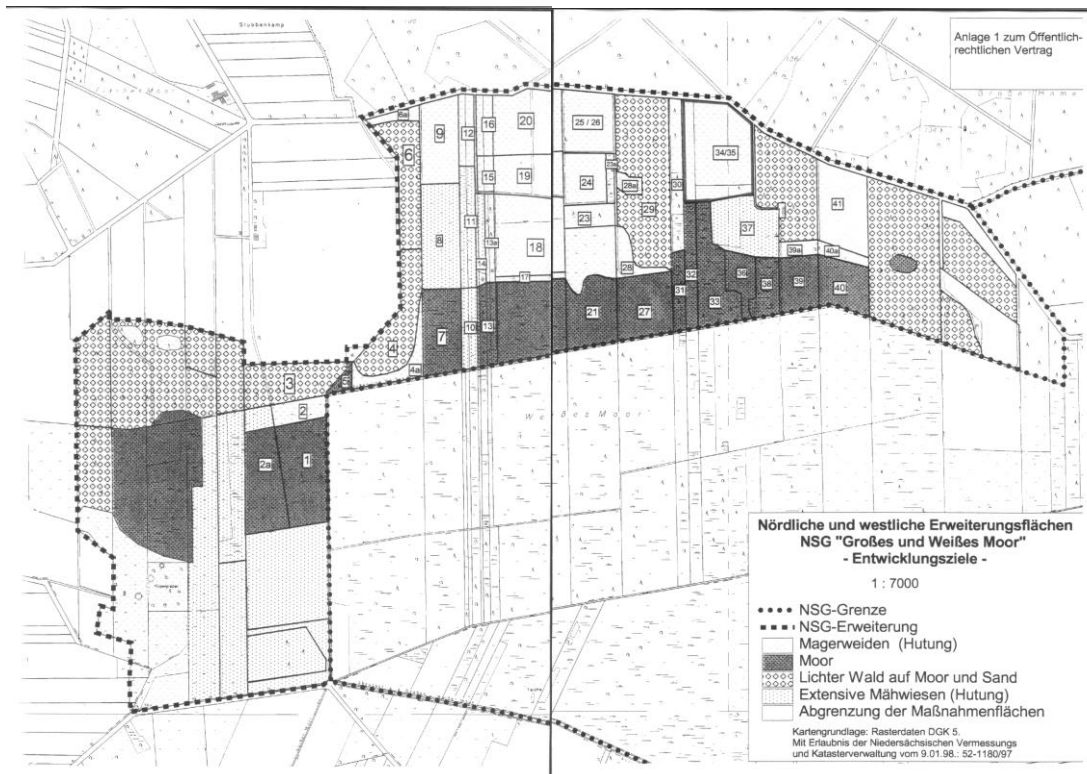 Anlage 1 zum Öffentlich-
rechtlichen Vertrag
Stubbenkamp
6a
9
12
16
20
25 / 26
34/35
6
15
19
24
28a
30
29
41
23
8
11
13a
18
37
14
17
28
39a
40a
7
10
13
21
27
31
32
33
36
38
39
40
4
4a
3
5
2
2a
1
Weißes Moor
Nördliche und westliche Erweiterungsflächen
NSG "Großes und Weißes Moor"
- Entwicklungsziele -
1 : 7000
NSG-Grenze
NSG-Erweiterung
Magerweiden (Hutung)
Moor
Lichter Wald auf Moor und Sand
Extensive Mähwiesen (Hutung)
Abgrenzung der Maßnahmenflächen
Kartengrundlage: Rasterdaten DGK 5.
Mit Erlaubnis der Niedersächsischen Vermessungs
und Katasterverwaltung vom 9.01.98.: 52-1180/97